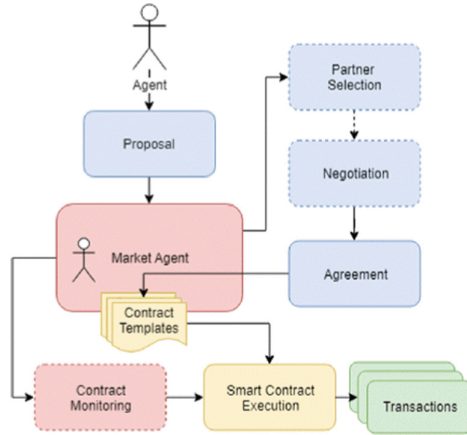 Agent
Proposal
Partner
Selection
Negotiation
Market Agent
Agreement
Contract
Templates
Contract
Monitoring
Smart Contract
Execution
Transactions